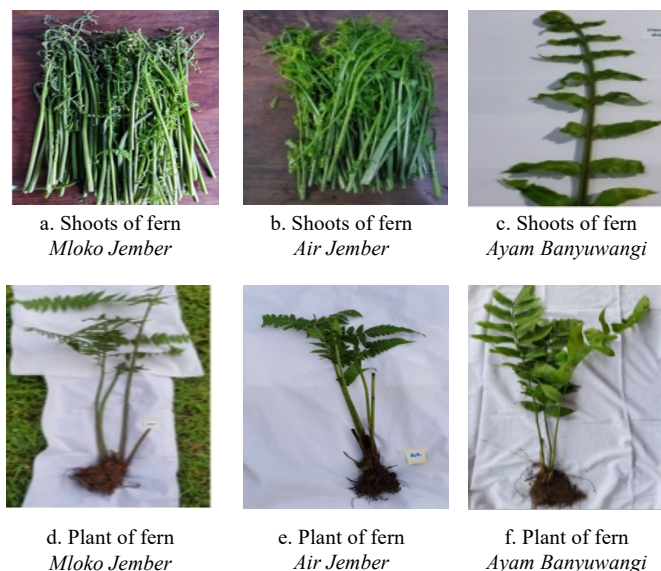 a. Shoots of fern
Mloko Jember
b. Shoots of fern
Air Jember
c. Shoots of fern
Ayam Banyuwangi
d. Plant of fern
Mloko Jember
e. Plant of fern
Air Jember
f. Plant of fern
Ayam Banyuwangi